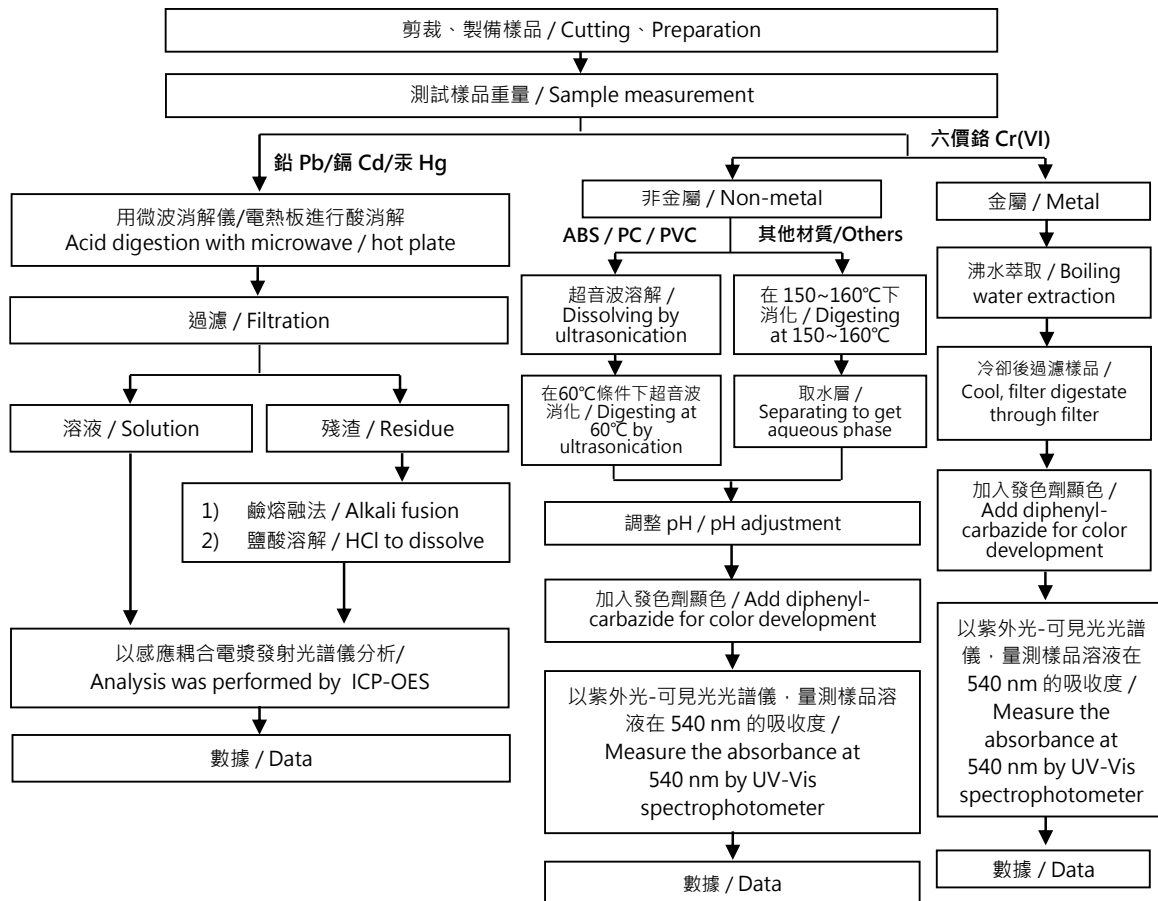 剪裁、製備樣品 / Cutting、Preparation
測試樣品重量 / Sample measurement
鉛 Pb/鎘 Cd/汞 Hg
用微波消解儀/電熱板進行酸消解
Acid digestion with microwave / hot plate
過濾 / Filtration
溶液 / Solution
殘渣 / Residue
1) 鹼熔融法 / Alkali fusion
2) 鹽酸溶解 / HCl to dissolve
以感應耦合電漿發射光譜儀分析/
Analysis was performed by ICP-OES
數據 / Data
六價鉻 Cr(VI)
非金屬 / Non-metal
ABS / PC / PVC
超音波溶解 /
Dissolving by
ultrasonication
在60℃條件下超音波
消化 / Digesting at
60℃ by
ultrasonication
其他材質/Others
在 150~160℃下
消化 / Digesting
at 150~160℃
取水層 /
Separating to get
aqueous phase
調整 pH / pH adjustment
加入發色劑顯色 / Add diphenyl-
carbazide for color development
以紫外光-可見光光譜儀，量測樣品溶
液在 540 nm 的吸收度 /
Measure the absorbance at
540 nm by UV-Vis
spectrophotometer
數據 / Data
金屬 / Metal
沸水萃取 / Boiling
water extraction
冷卻後過濾樣品 /
Cool, filter digestate
through filter
加入發色劑顯色 /
Add diphenyl-
carbazide for color
development
以紫外光-可見光光譜
儀，量測樣品溶液在
540 nm 的吸收度 /
Measure the
absorbance at
540 nm by UV-Vis
spectrophotometer
數據 / Data